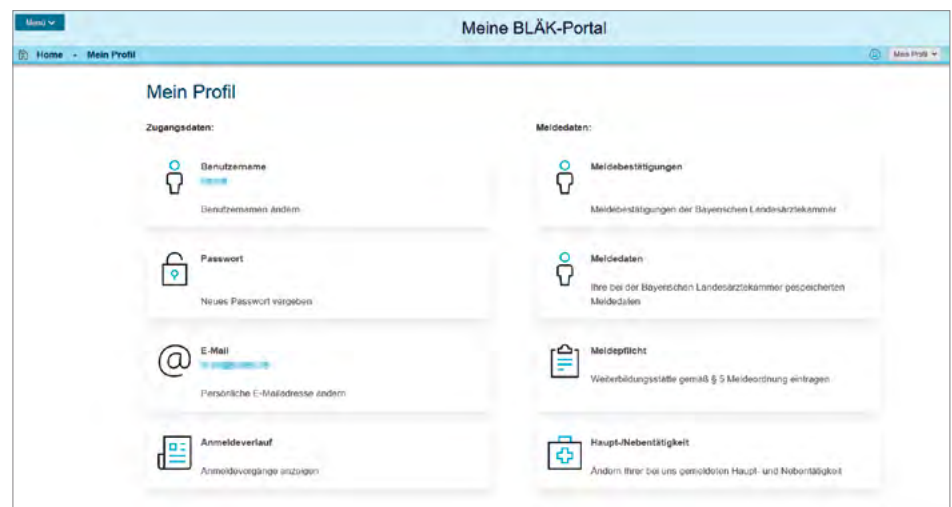 Menü
Meine BLÄK-Portal
Home - Mein Profil
Mein Profil
Mein Profil
Zugangsdaten:
Benutzername
Benutzernamen ändern
Passwort
Neues Passwort vergeben
E-Mail
Persönliche E-Mailadresse ändern
Anmeldeverlauf
Anmeldevorgänge anzeigen
Meldedaten:
Meldebestätigungen
Meldebestätigungen der Bayerischen Landesärztekammer
Meldedaten
Ihre bei der Bayerischen Landesärztekammer gespeicherten
Meldedaten
Meldepflicht
Weiterbildungsstätte gemäß § 5 Meldeordnung eintragen
Haupt-/Nebentätigkeit
Ändern Ihrer bei uns gemeldeten Haupt- und Nebentätigkeit